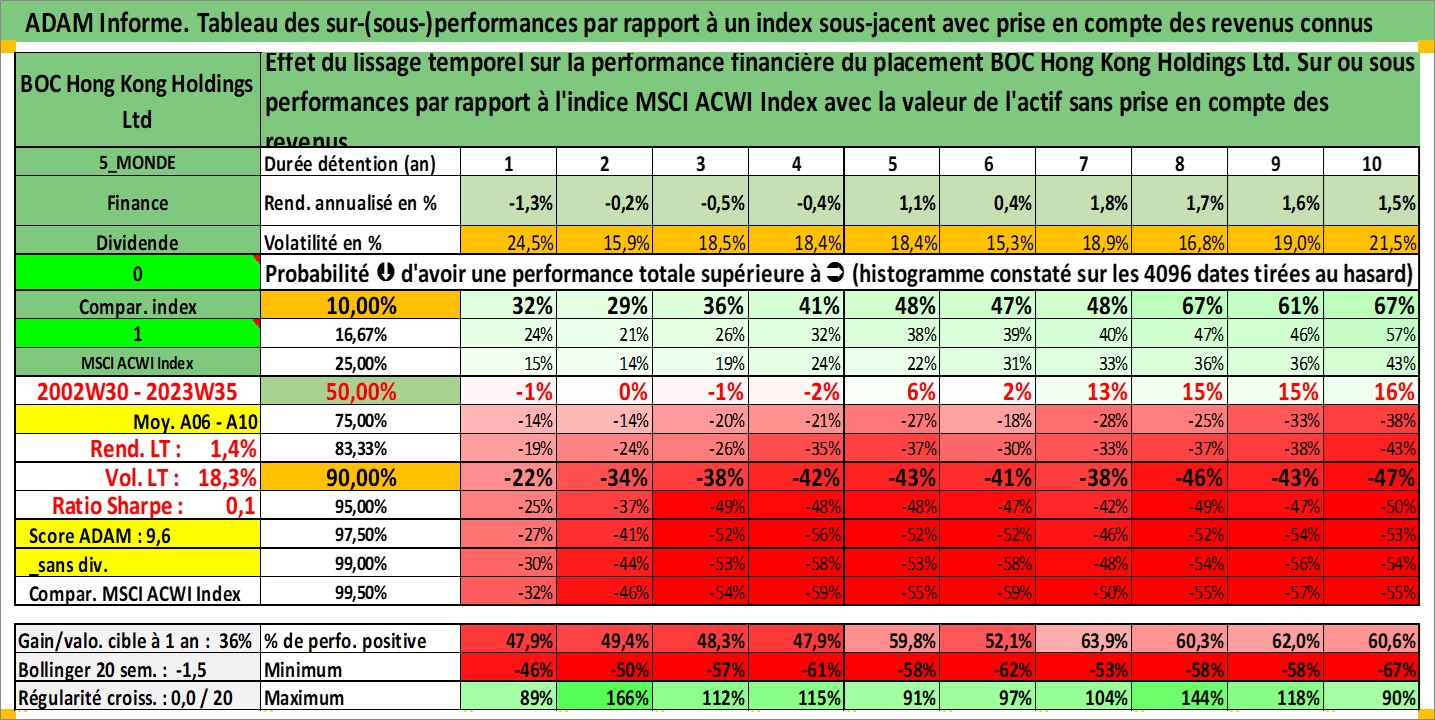 ADAM Informe. Tableau des sur-(sous-)performances par rapport à un index sous-jacent avec prise en compte des revenus connus
BOC Hong Kong Holdings Ltd
Effet du lissage temporel sur la performance financière du placement BOC Hong Kong Holdings Ltd. Sur ou sous
performances par rapport à l'indice MSCI ACWI Index avec la valeur de l'actif sans prise en compte des
revenus
5_MONDE Durée détention (an) 1 2 3 4 5 6 7 8 9 10
Finance Rend. annualisé en % -1,3% -0,2% -0,5% -0,4% 1,1% 0,4% 1,8% 1,7% 1,6% 1,5%
Dividende Volatilité en % 24,5% 15,9% 18,5% 18,4% 18,4% 15,3% 18,9% 16,8% 19,0% 21,5%
0 Probabilité ⮋ d'avoir une performance totale supérieure à ➲ (histogramme constaté sur les 4096 dates tirées au hasard)
Compar. index 10,00% 32% 29% 36% 41% 48% 47% 48% 67% 61% 67%
1 16,67% 24% 21% 26% 32% 38% 39% 40% 47% 46% 57%
MSCI ACWI Index 25,00% 15% 14% 19% 24% 22% 31% 33% 36% 36% 43%
2002W30 - 2023W35 50,00% -1% 0% -1% -2% 6% 2% 13% 15% 15% 16%
Moy. A06 - A10 75,00% -14% -14% -20% -21% -27% -18% -28% -25% -33% -38%
Rend. LT : 1,4% 83,33% -19% -24% -26% -35% -37% -30% -33% -37% -38% -43%
Vol. LT : 18,3% 90,00% -22% -34% -38% -42% -43% -41% -38% -46% -43% -47%
Ratio Sharpe : 0,1 95,00% -25% -37% -49% -48% -48% -47% -42% -49% -47% -50%
Score ADAM : 9,6 97,50% -27% -41% -52% -56% -52% -52% -46% -52% -54% -53%
_sans div. 99,00% -30% -44% -53% -58% -53% -58% -48% -54% -56% -54%
Compar. MSCI ACWI Index 99,50% -32% -46% -54% -59% -55% -59% -50% -55% -57% -55%
Gain/valo. cible à 1 an : 36% % de perfo. positive 47,9% 49,4% 48,3% 47,9% 59,8% 52,1% 63,9% 60,3% 62,0% 60,6%
Bollinger 20 sem. : -1,5 Minimum -46% -50% -57% -61% -58% -62% -53% -58% -58% -67%
Régularité croiss. : 0,0 / 20 Maximum 89% 166% 112% 115% 91% 97% 104% 144% 118% 90%